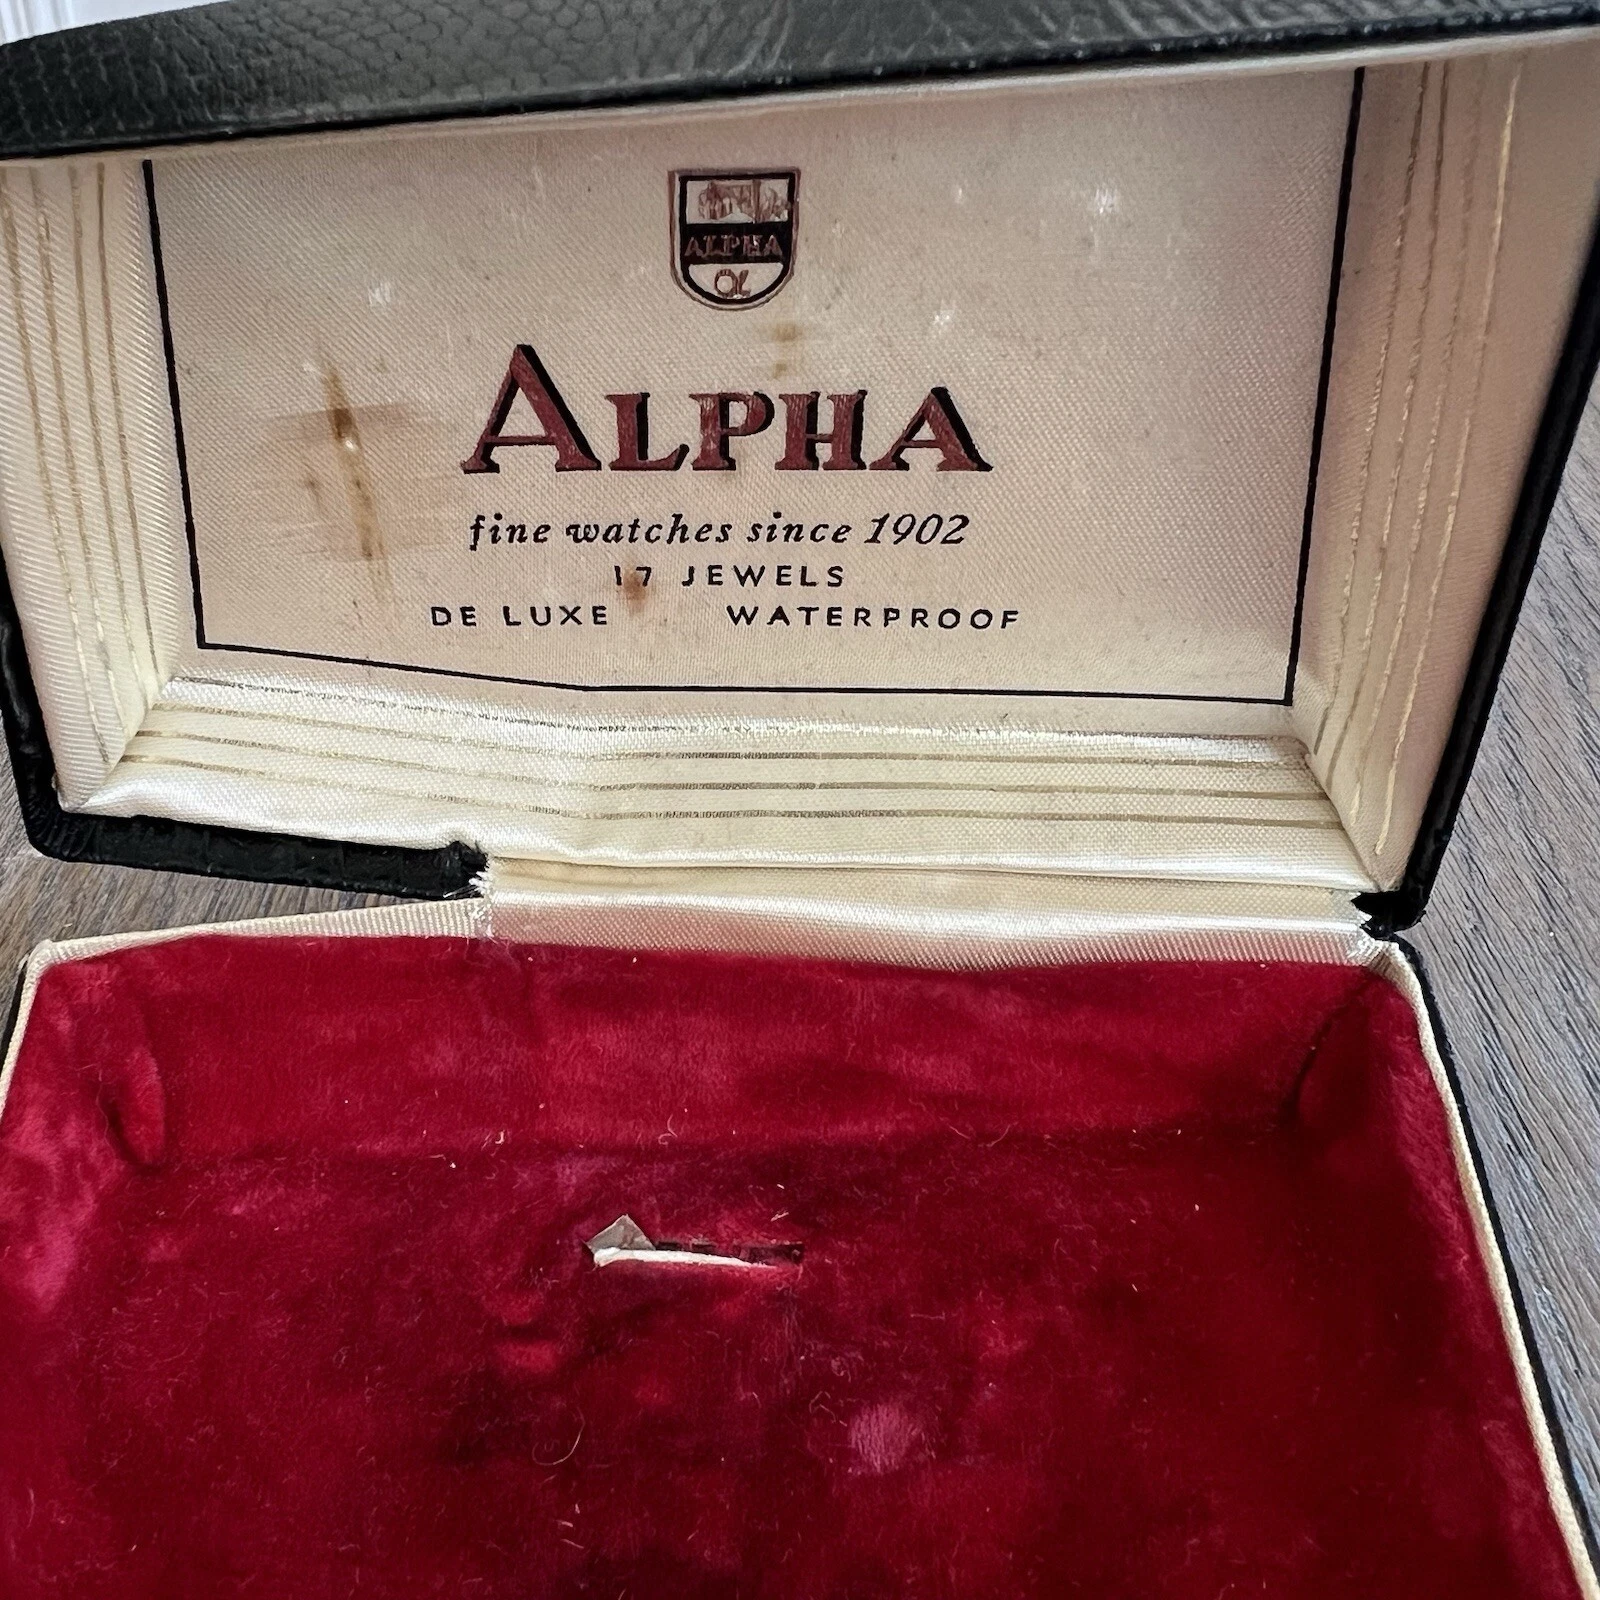 ALPHA
α
ALPHA
fine watches since 1902
17 JEWELS
DE LUXE WATERPROOF